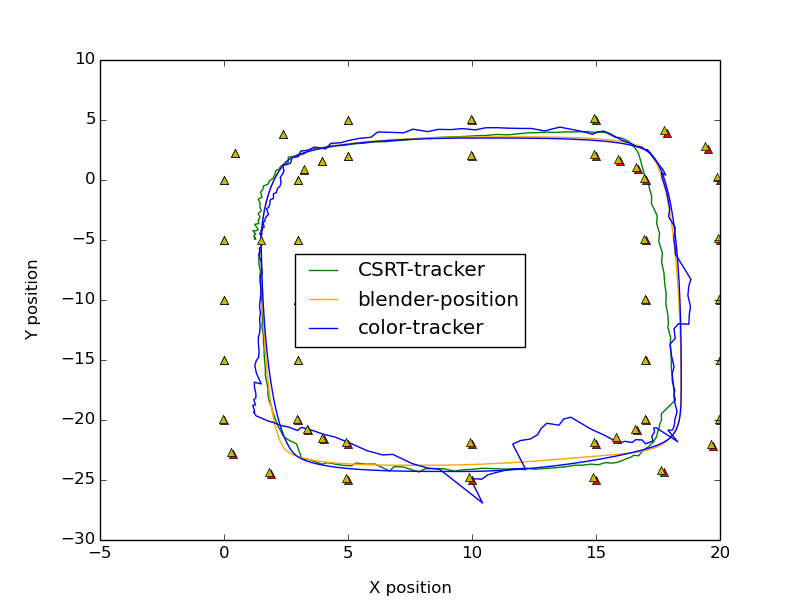 10
5
0
−5
−10
−15
−20
−25
−30
Y position
CSRT-tracker
blender-position
color-tracker
−5 0 5 10 15 20
X position